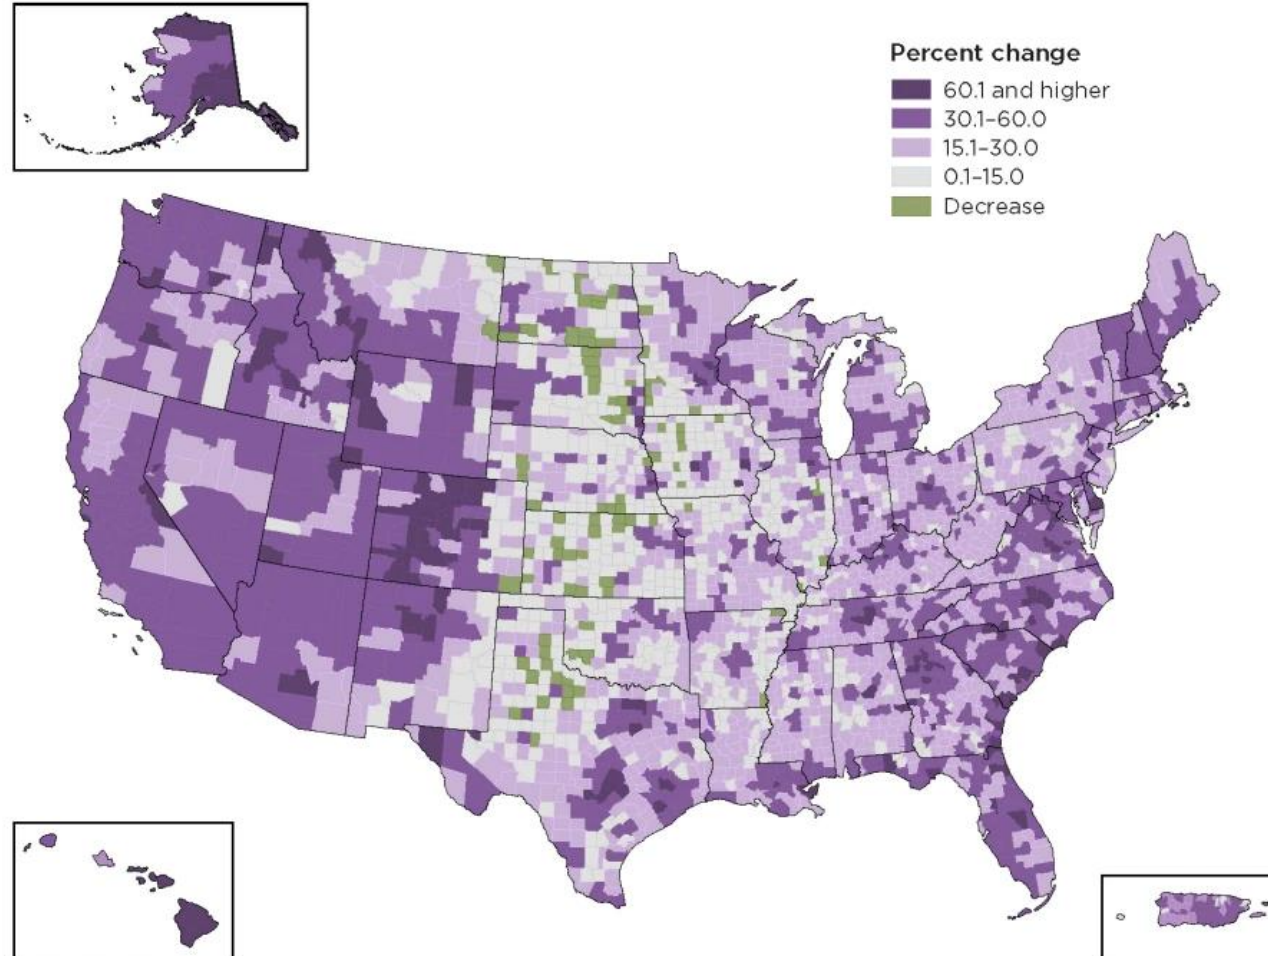 Percent change
60.1 and higher
30.1–60.0
15.1–30.0
0.1–15.0
Decrease